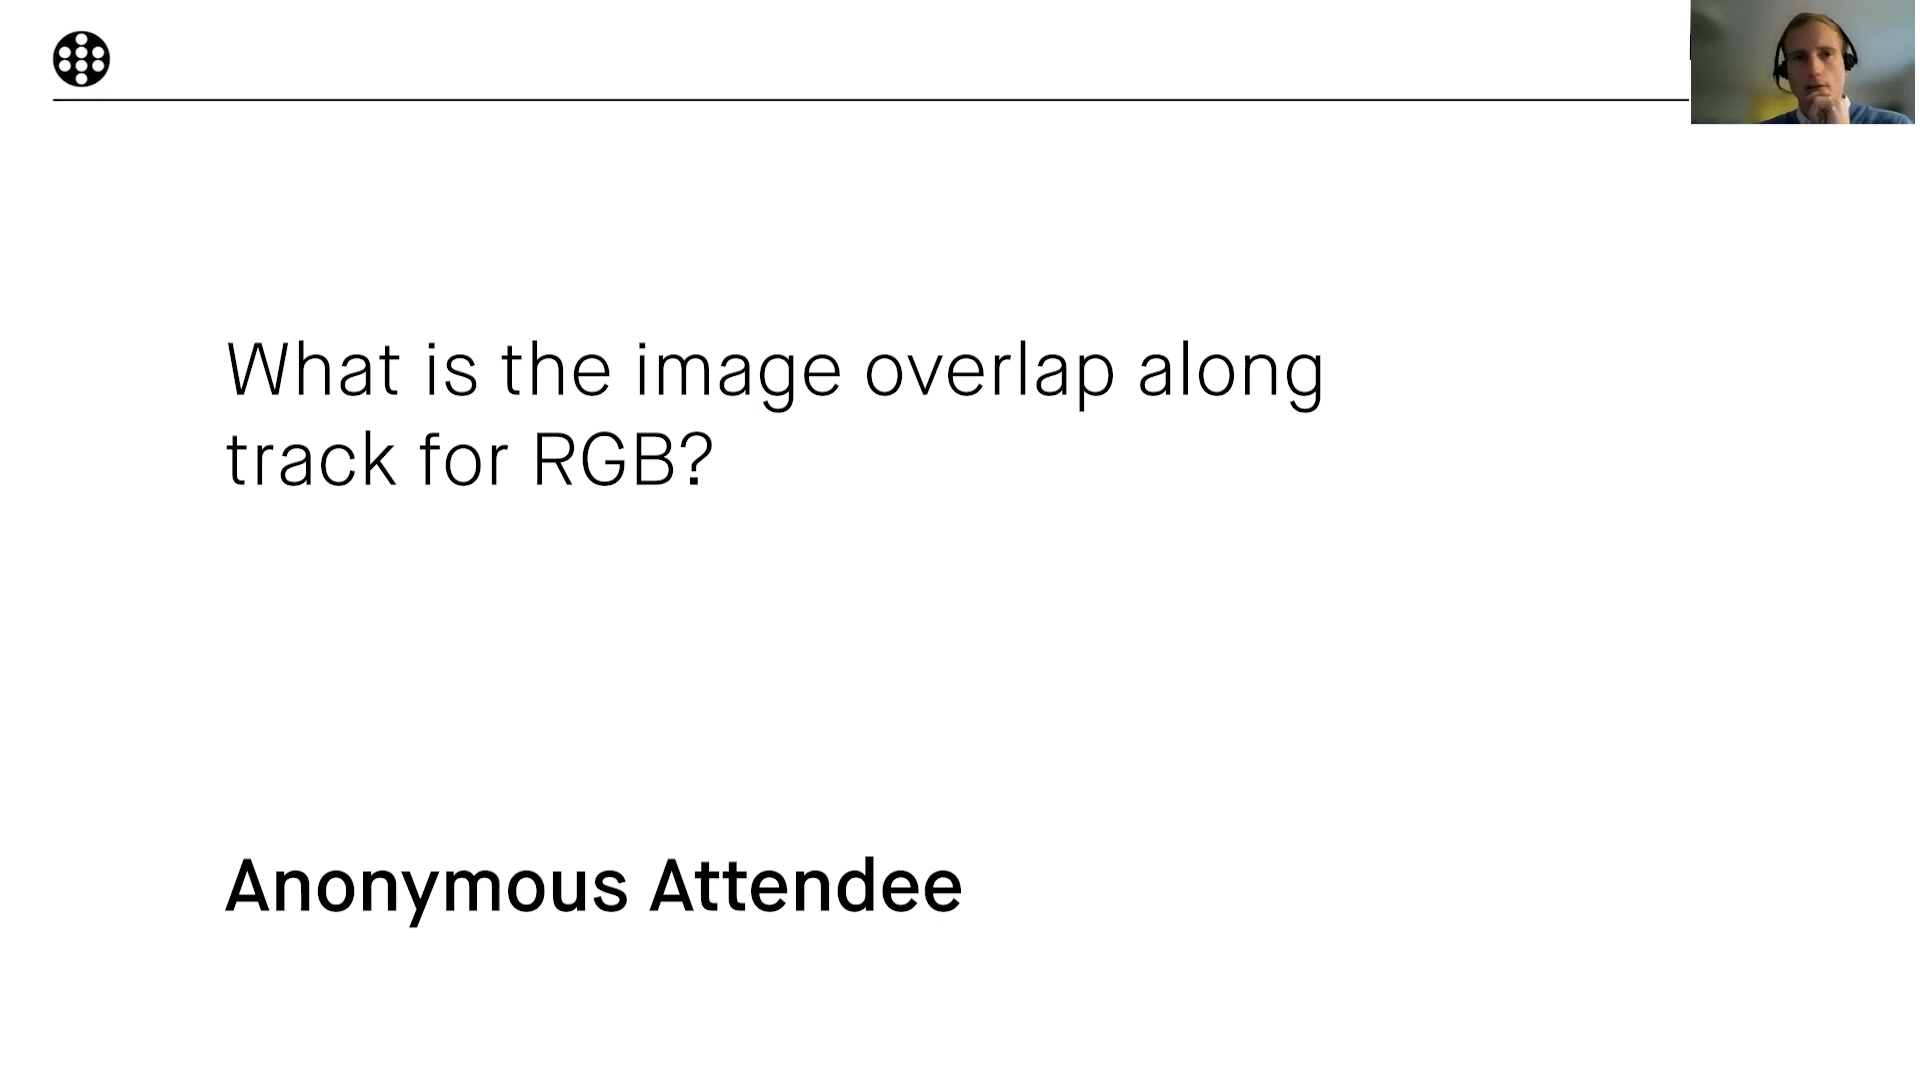 What is the image overlap along
track for RGB?
Anonymous Attendee